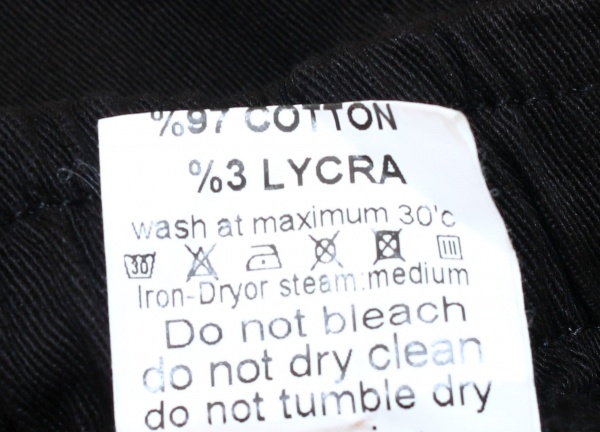 %97 COTTON
%3 LYCRA
wash at maximum 30'c
30
Iron-Dryor steam:medium
Do not bleach
do not dry clean
do not tumble dry